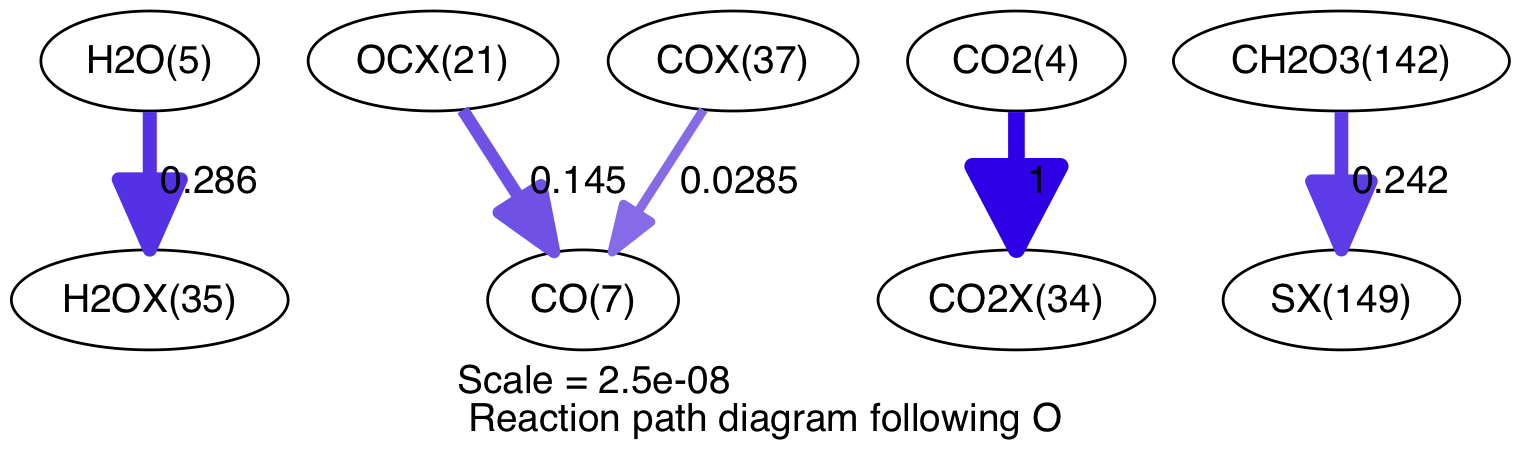 H2O(5)
OCX(21)
COX(37)
CO2(4)
CH2O3(142)
0.286
0.145
0.0285
1
0.242
H2OX(35)
CO(7)
CO2X(34)
SX(149)
Scale = 2.5e-08
Reaction path diagram following O